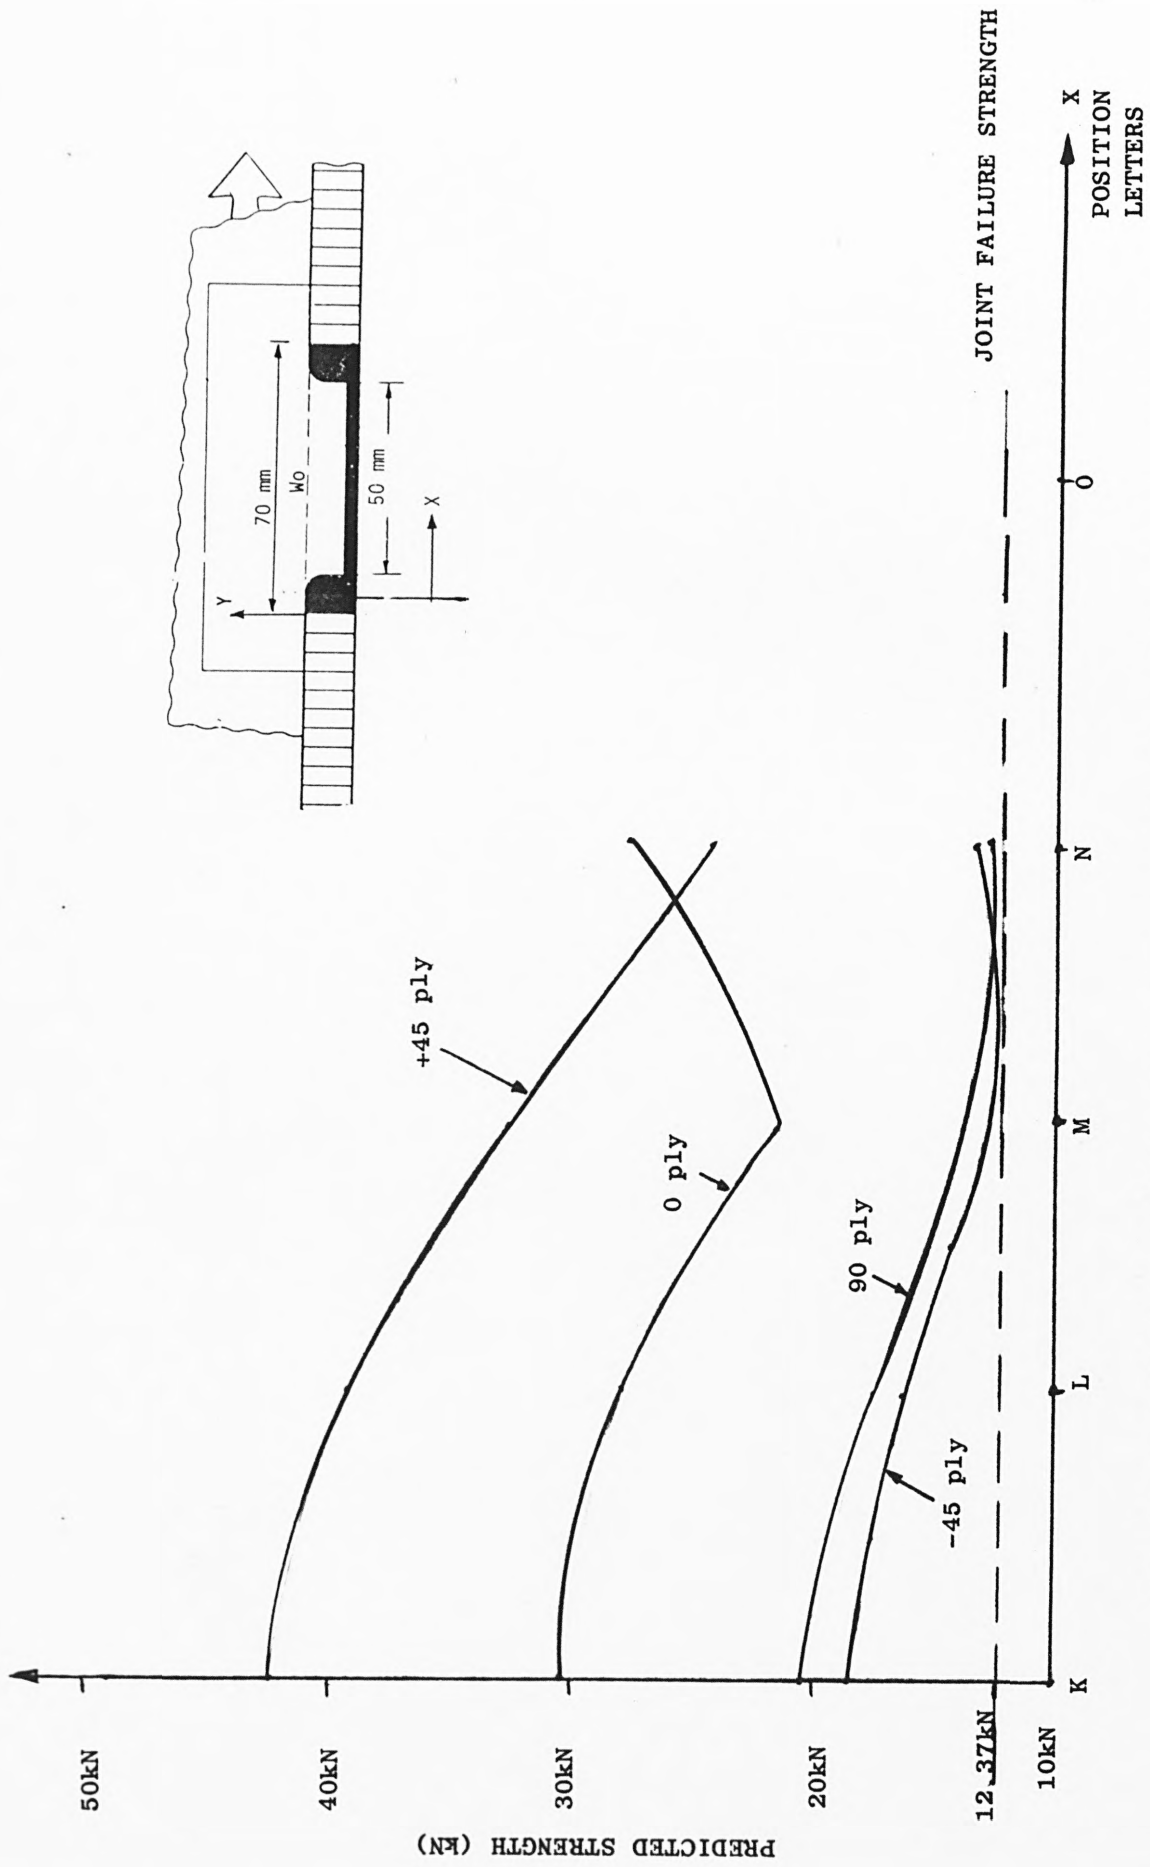 PREDICTED STRENGTH (kN)
50kN
40kN
30kN
20kN
12.37kN
10kN
+45 ply
0 ply
90 ply
-45 ply
Y
70 mm
Wo
50 mm
X
JOINT FAILURE STRENGTH
K
L
M
N
O
X
POSITION
LETTERS